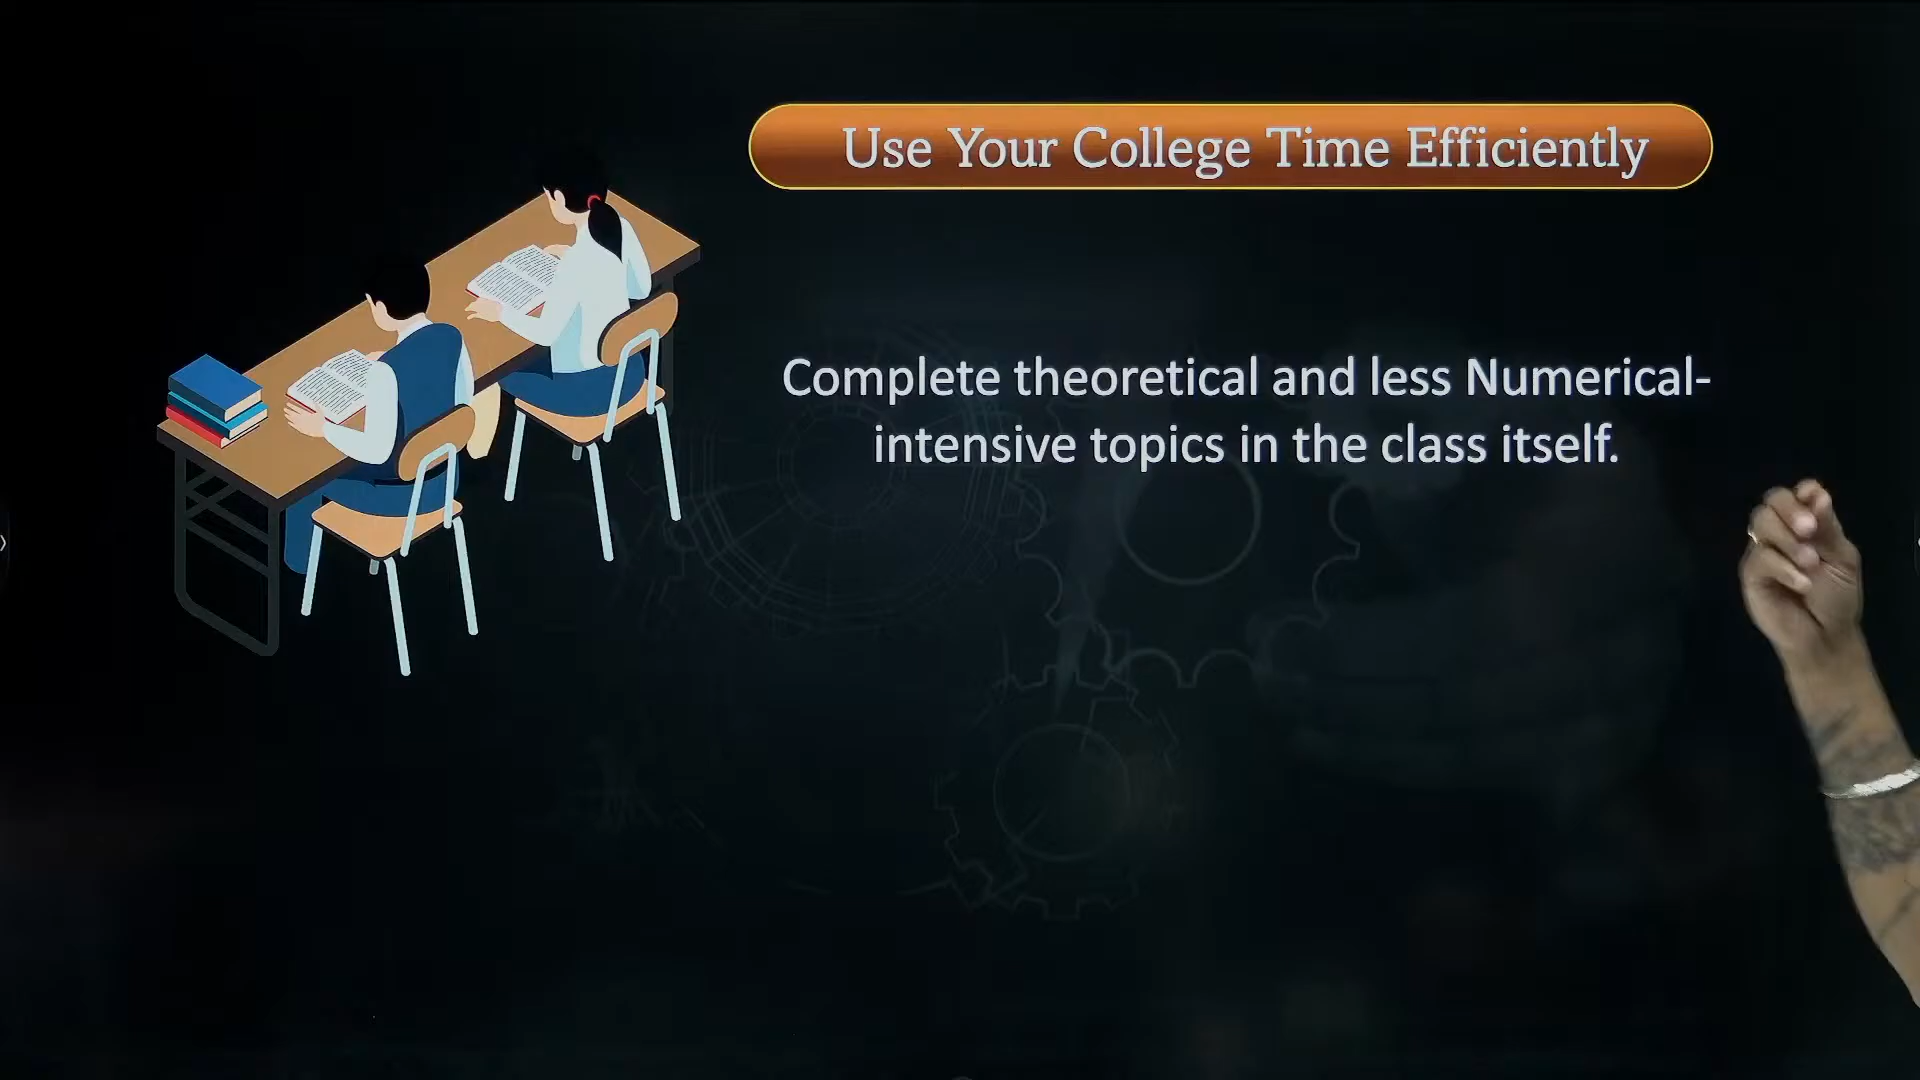 Use Your College Time Efficiently
Complete theoretical and less Numerical-
intensive topics in the class itself.